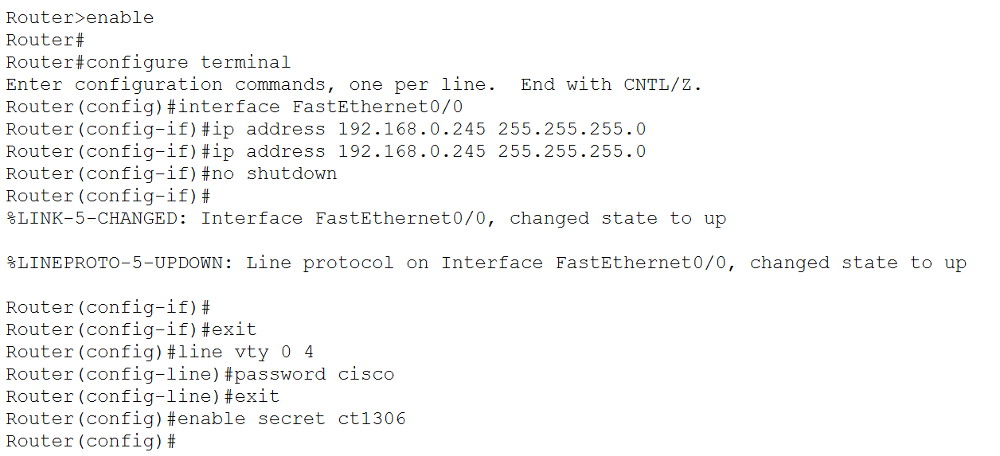 Router>enable
Router#
Router#configure terminal
Enter configuration commands, one per line.  End with CNTL/Z.
Router(config)#interface FastEthernet0/0
Router(config-if)#ip address 192.168.0.245 255.255.255.0
Router(config-if)#ip address 192.168.0.245 255.255.255.0
Router(config-if)#no shutdown
Router(config-if)#
%LINK-5-CHANGED: Interface FastEthernet0/0, changed state to up
%LINEPROTO-5-UPDOWN: Line protocol on Interface FastEthernet0/0, changed state to up
Router(config-if)#
Router(config-if)#exit
Router(config)#line vty 0 4
Router(config-line)#password cisco
Router(config-line)#exit
Router(config)#enable secret ct1306
Router(config)#